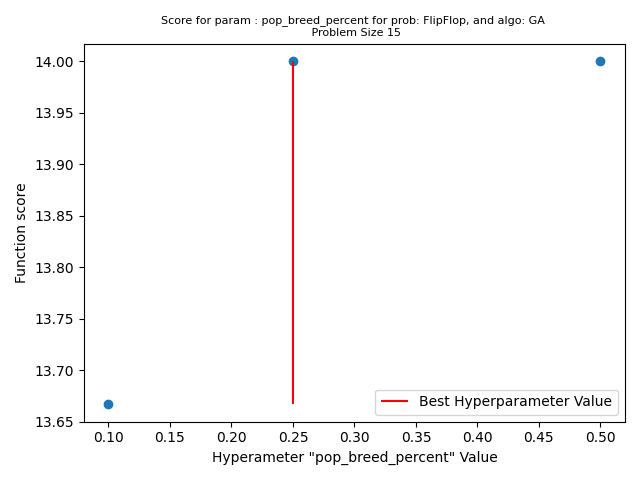 Score for param : pop_breed_percent for prob: FlipFlop, and algo: GA
Problem Size 15
14.00
13.95
13.90
13.85
13.80
13.75
13.70
13.65
Function score
Best Hyperparameter Value
0.10 0.15 0.20 0.25 0.30 0.35 0.40 0.45 0.50
Hyperameter "pop_breed_percent" Value